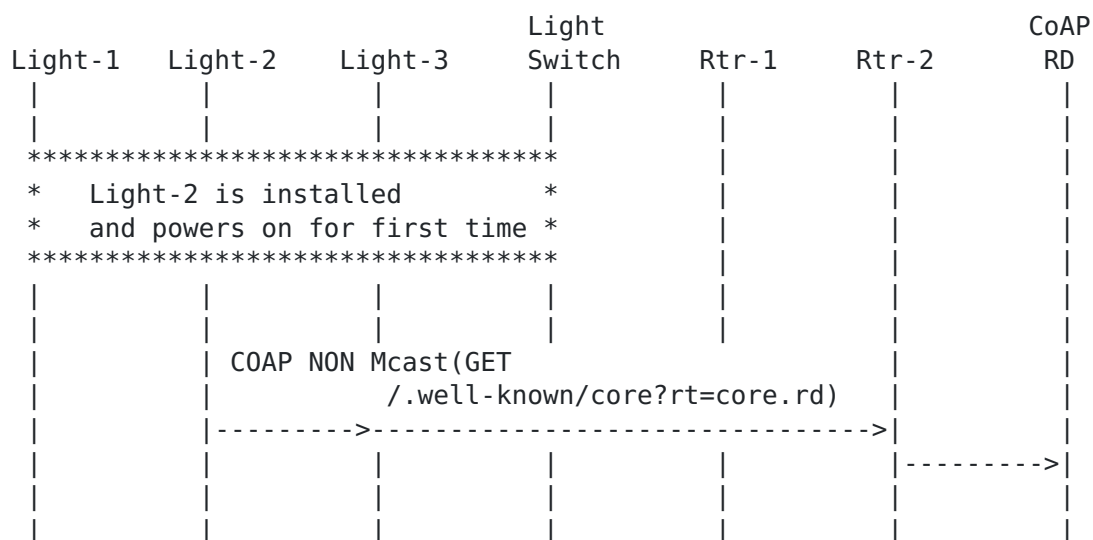 Light                           CoAP
Light-1   Light-2    Light-3     Switch     Rtr-1     Rtr-2       RD
 |          |          |          |          |          |          |
 |          |          |          |          |          |          |
 **********************************          |          |          |
 *   Light-2 is installed         *          |          |          |
 *   and powers on for first time *          |          |          |
 **********************************          |          |          |
 |          |          |          |          |          |          |
 |          |          |          |          |          |          |
 |          | COAP NON Mcast(GET                        |          |
 |          |           /.well-known/core?rt=core.rd)   |          |
 |          |--------->-------------------------------->|          |
 |          |          |          |          |          |--------->|
 |          |          |          |          |          |          |
 |          |          |          |          |          |          |